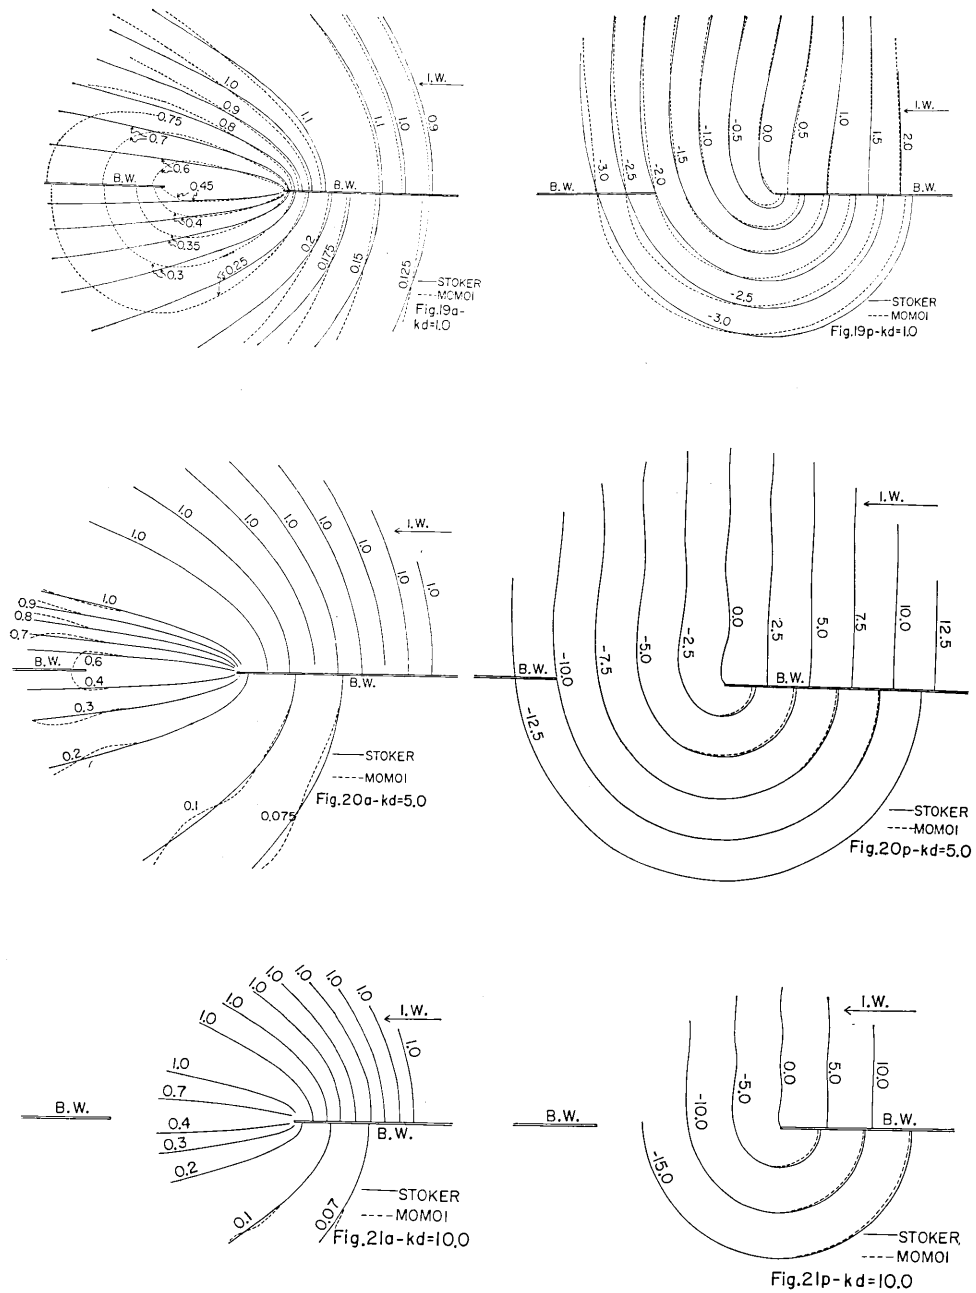 1.0
0.9
0.8
0.75
0.7
0.6
B.W.
0.45
0.4
0.35
0.3
0.25
1.1
B.W.
1.1
1.0
0.9
I.W.
0.2
0.175
0.15
0.125
STOKER
MOMOI
Fig.19a-
kd=1.0
-1.5
-1.0
-0.5
0.0
0.5
1.0
1.5
2.0
I.W.
B.W.
-3.0
-2.5
-2.0
B.W.
-2.5
-3.0
STOKER
MOMOI
Fig.19p-kd=1.0
1.0
1.0
1.0
1.0
1.0
1.0
1.0
1.0
I.W.
1.0
0.9
0.8
0.7
B.W.
0.6
0.4
0.3
0.2
B.W.
0.1
0.075
STOKER
MOMOI
Fig.20a-kd=5.0
I.W.
B.W.
-12.5
-10.0
-7.5
-5.0
-2.5
0.0
2.5
5.0
7.5
10.0
12.5
B.W.
STOKER
MOMOI
Fig.20p-kd=5.0
1.0
1.0
1.0
1.0
1.0
1.0
1.0
1.0
I.W.
1.0
0.7
B.W.
0.4
0.3
0.2
B.W.
0.1
0.07
STOKER
MOMOI
Fig.21a-kd=10.0
I.W.
B.W.
-15.0
-10.0
-5.0
0.0
5.0
10.0
B.W.
STOKER
MOMOI
Fig.21p-kd=10.0